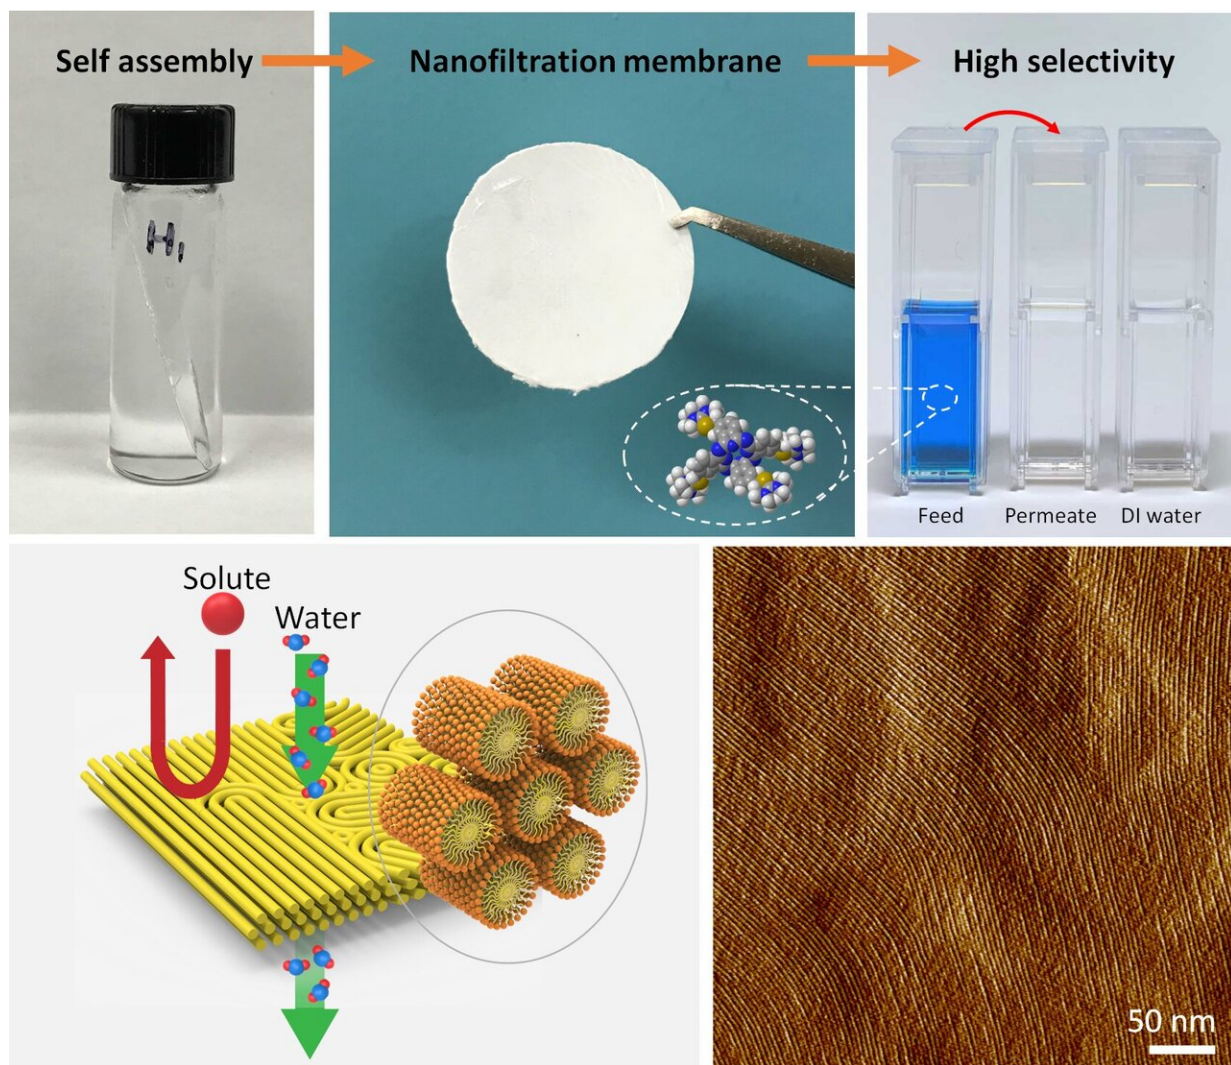 Self assembly
Nanofiltration membrane
High selectivity
H₁
Feed
Permeate
DI water
Solute
Water
50 nm